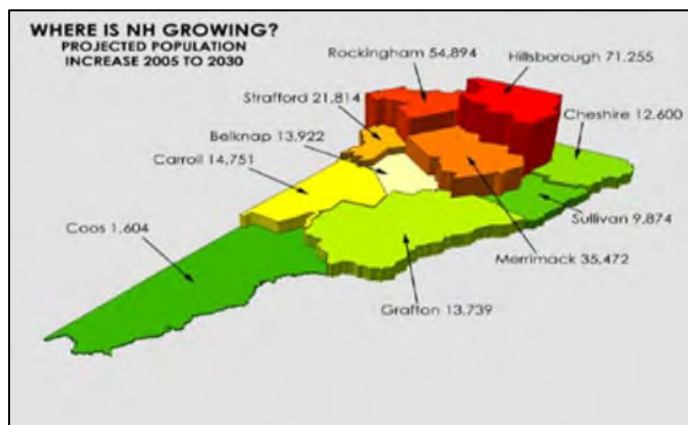 WHERE IS NH GROWING?
PROJECTED POPULATION
INCREASE 2005 TO 2030
Rockingham 54,894
Hillsborough 71,255
Strafford 21,814
Cheshire 12,600
Belknap 13,922
Carroll 14,751
Sullivan 9,874
Coos 1,604
Merrimack 35,472
Grafton 13,739